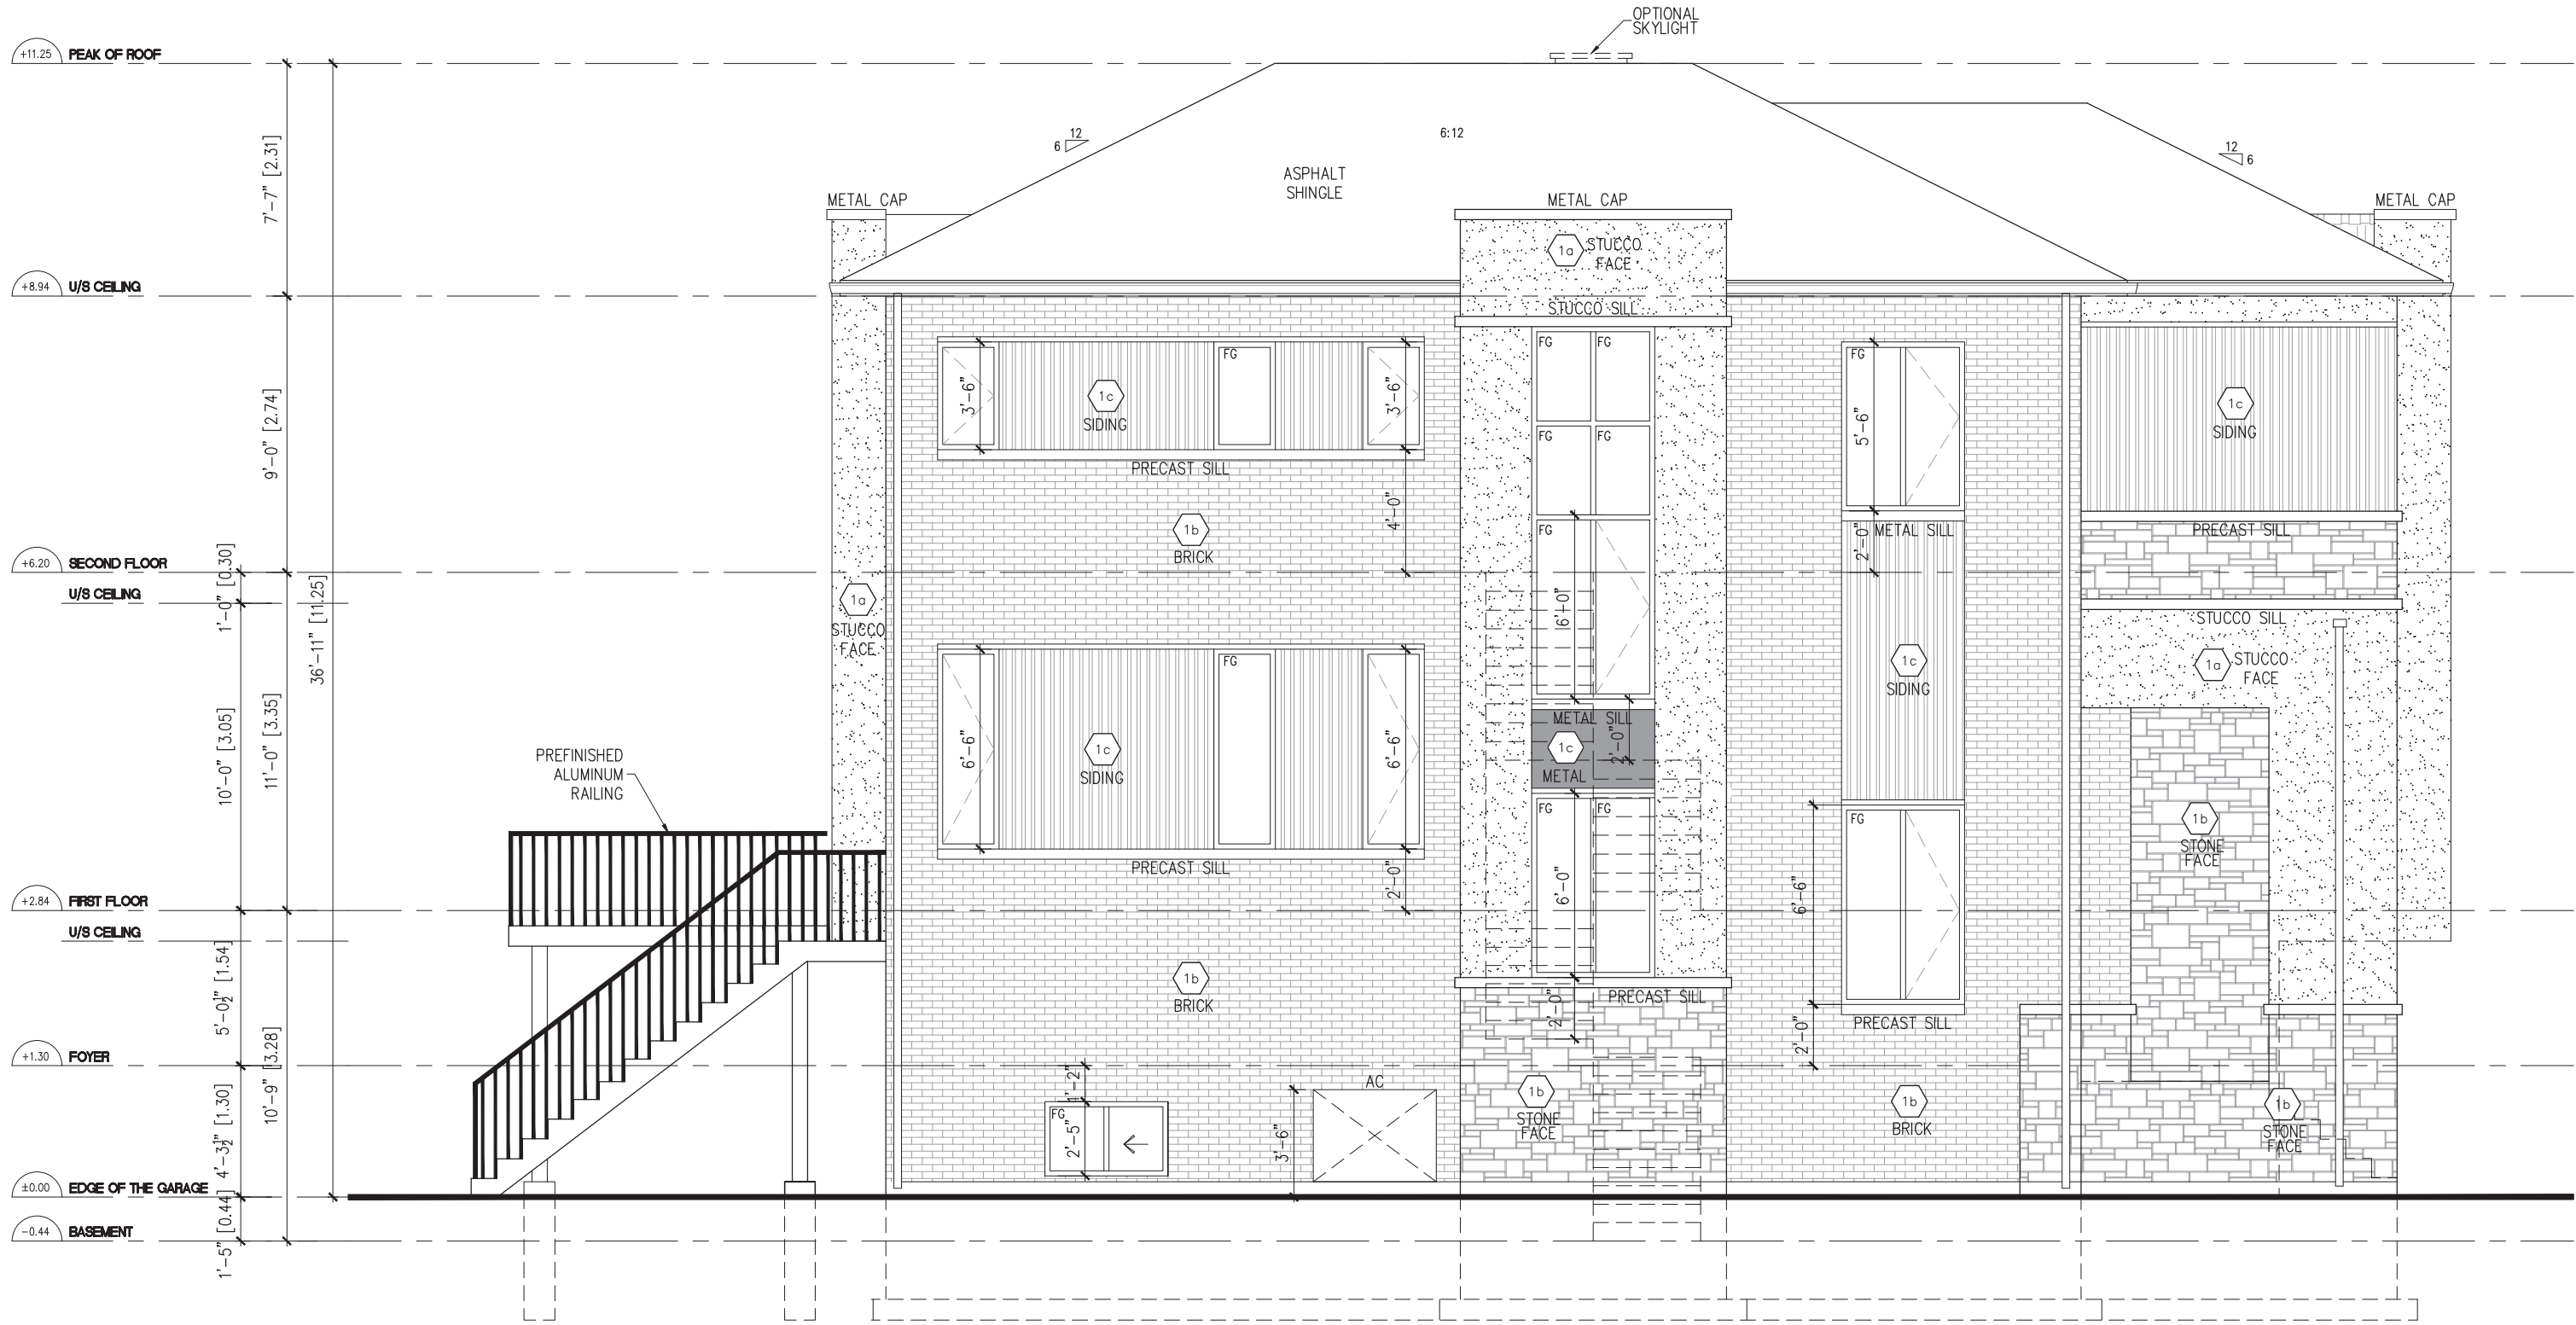 OPTIONAL
SKYLIGHT
+11.25 PEAK OF ROOF
7'-7" [2.31]
12
6
6:12
12
6
ASPHALT
SHINGLE
METAL CAP
METAL CAP
METAL CAP
1a STUCCO
FACE
+8.94 U/S CEILING
STUCCO SILL
9'-0" [2.74]
FG
FG
FG
FG
3'-6"
1c
SIDING
3'-6"
5'-6"
1c
SIDING
PRECAST SILL
FG
FG
4'-0"
1b
BRICK
FG
METAL SILL
2'-0"
PRECAST SILL
+6.20 SECOND FLOOR
1'-0" [0.30]
U/S CEILING
36'-11" [11.25]
1a
STUCCO
FACE
6'-0"
STUCCO SILL
1a STUCCO
FACE
FG
1c
SIDING
10'-0" [3.05]
11'-0" [3.35]
6'-6"
1c
SIDING
6'-6"
METAL SILL
1c
2'-0"
METAL
PREFINISHED
ALUMINUM
RAILING
FG
FG
FG
1b
STONE
FACE
PRECAST SILL
2'-0"
6'-0"
6'-6"
+2.84 FIRST FLOOR
U/S CEILING
5'-0½" [1.54]
1b
BRICK
PRECAST SILL
2'-0"
PRECAST SILL
2'-0"
+1.30 FOYER
10'-9" [3.28]
4'-3½" [1.30]
1'-2"
AC
FG
2'-5"
3'-6"
1b
STONE
FACE
1b
BRICK
1b
STONE
FACE
±0.00 EDGE OF THE GARAGE
1'-5" [0.44]
-0.44 BASEMENT